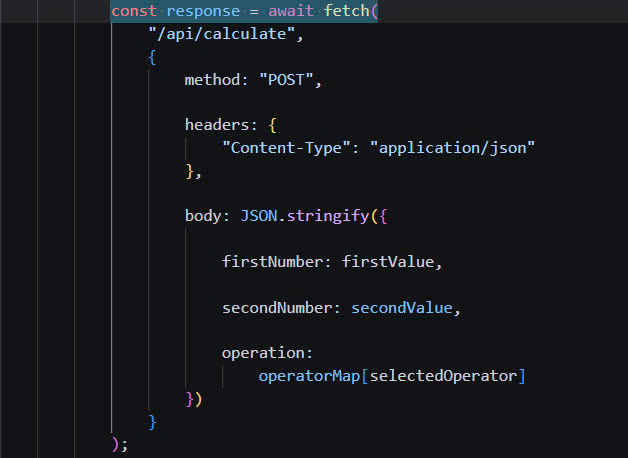 const response = await fetch(
"/api/calculate",
{
method: "POST",
headers: {
"Content-Type": "application/json"
},
body: JSON.stringify({
firstNumber: firstValue,
secondNumber: secondValue,
operation:
operatorMap[selectedOperator]
})
}
);